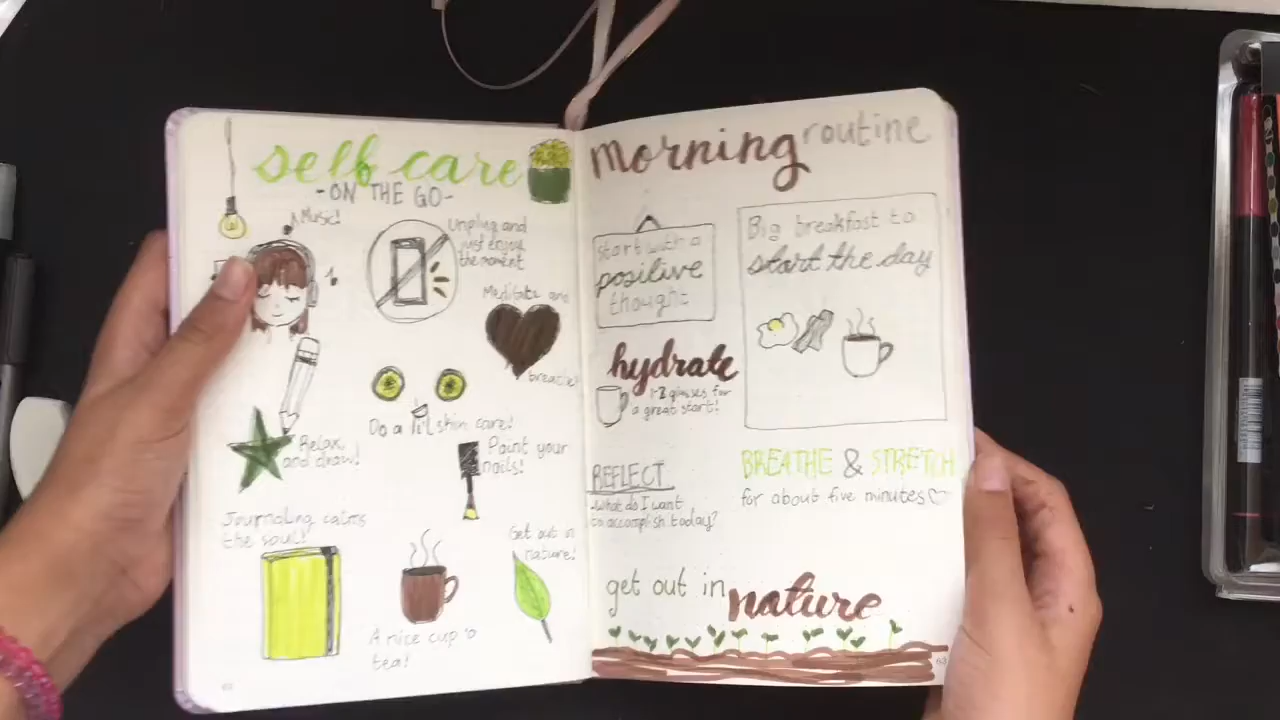 self care
-ON THE GO-
Music!
Unplug and
just enjoy
the moment
Meditate and
breathe!
Do a li'l skin care!
Relax,
and draw!
Paint your
nails!
Journaling calms
the soul!
Get out in
nature!
A nice cup 'o
tea!
morning routine
start with a
positive
thought
Big breakfast to
start the day
hydrate
1-2 glasses for
a great start!
REFLECT
-what do I want
to accomplish today?
BREATHE & STRETCH
for about five minutes♡
get out in nature